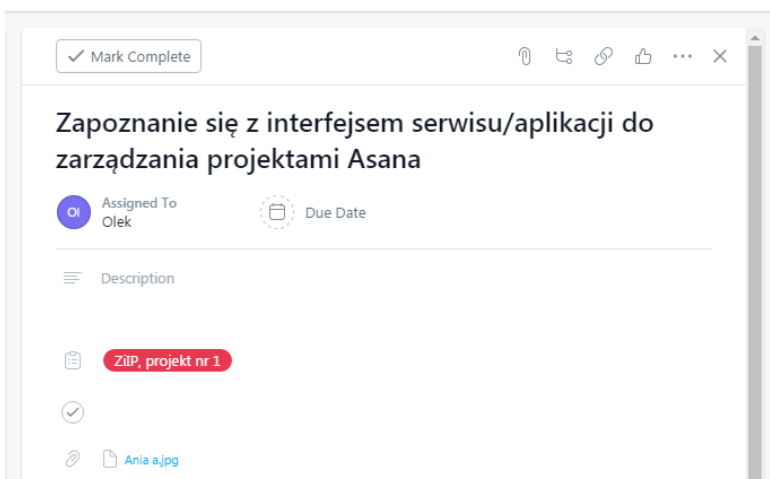 Mark Complete
Zapoznanie się z interfejsem serwisu/aplikacji do
zarządzania projektami Asana
Ol
Assigned To
Olek
Due Date
Description
ZiIP, projekt nr 1
Ania a.jpg